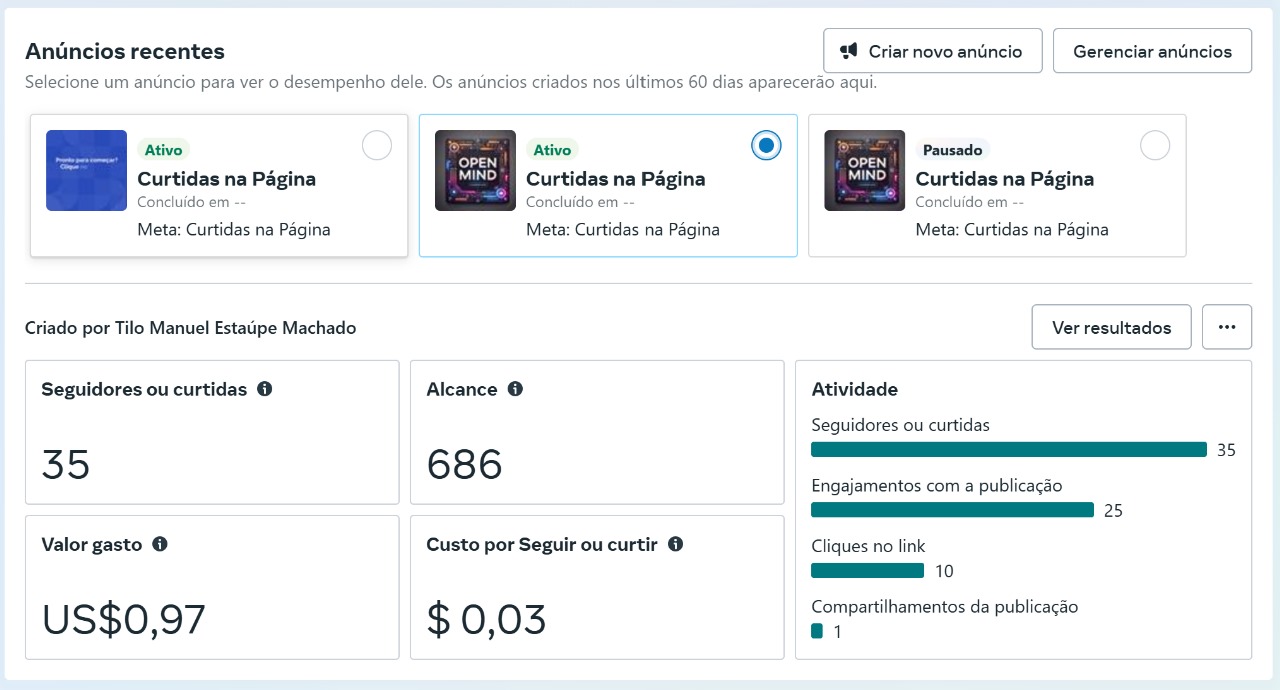 Anúncios recentes
Criar novo anúncio
Gerenciar anúncios
Selecione um anúncio para ver o desempenho dele. Os anúncios criados nos últimos 60 dias aparecerão aqui.
Pronto para começar?
Clique
Ativo
Curtidas na Página
Concluído em --
Meta: Curtidas na Página
OPEN
MIND
Ativo
Curtidas na Página
Concluído em --
Meta: Curtidas na Página
OPEN
MIND
Pausado
Curtidas na Página
Concluído em --
Meta: Curtidas na Página
Criado por Tilo Manuel Estaúpe Machado
Ver resultados
Seguidores ou curtidas
35
Alcance
686
Valor gasto
US$0,97
Custo por Seguir ou curtir
$ 0,03
Atividade
Seguidores ou curtidas
35
Engajamentos com a publicação
25
Cliques no link
10
Compartilhamentos da publicação
1